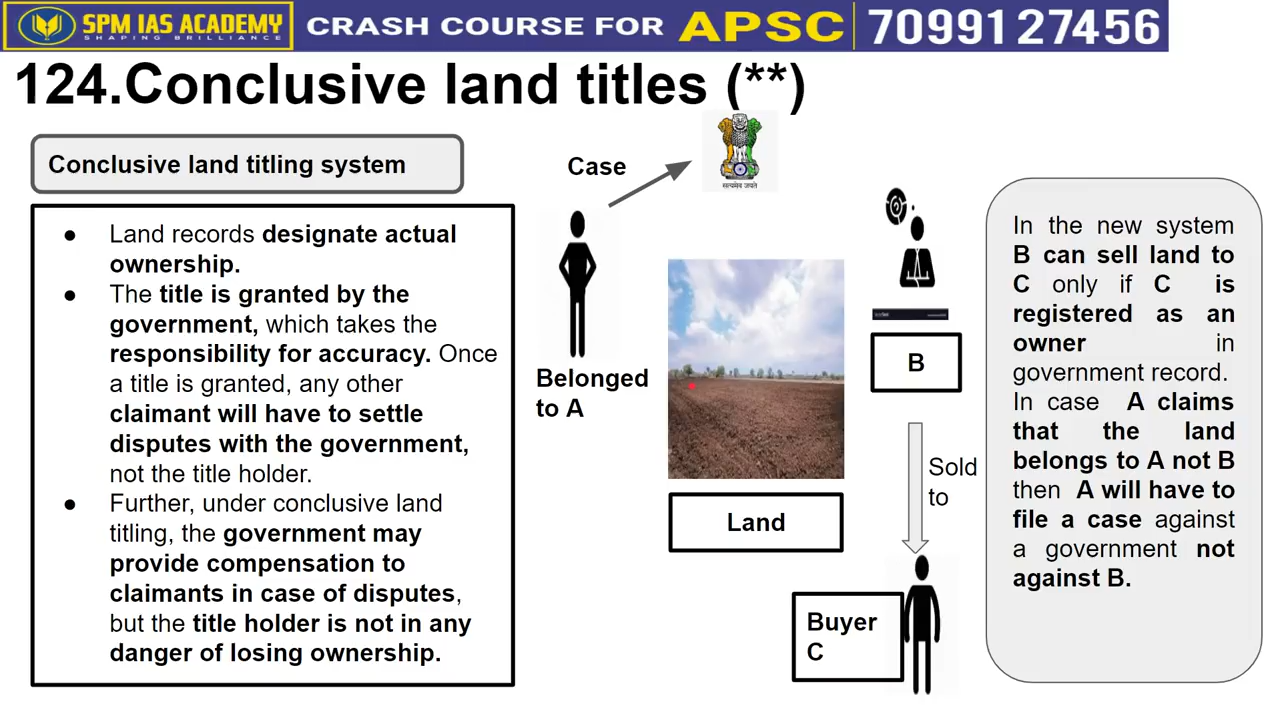 SPM IAS ACADEMY
SHAPING BRILLIANCE
CRASH COURSE FOR APSC 7099127456
124.Conclusive land titles (**)
Conclusive land titling system
● Land records designate actual
ownership.
● The title is granted by the
government, which takes the
responsibility for accuracy. Once
a title is granted, any other
claimant will have to settle
disputes with the government,
not the title holder.
● Further, under conclusive land
titling, the government may
provide compensation to
claimants in case of disputes,
but the title holder is not in any
danger of losing ownership.
Case
सत्यमेव जयते
Belonged
to A
Land
B
Sold
to
Buyer
C
In the new system
B can sell land to
C only if C is
registered as an
owner in
government record.
In case A claims
that the land
belongs to A not B
then A will have to
file a case against
a government not
against B.